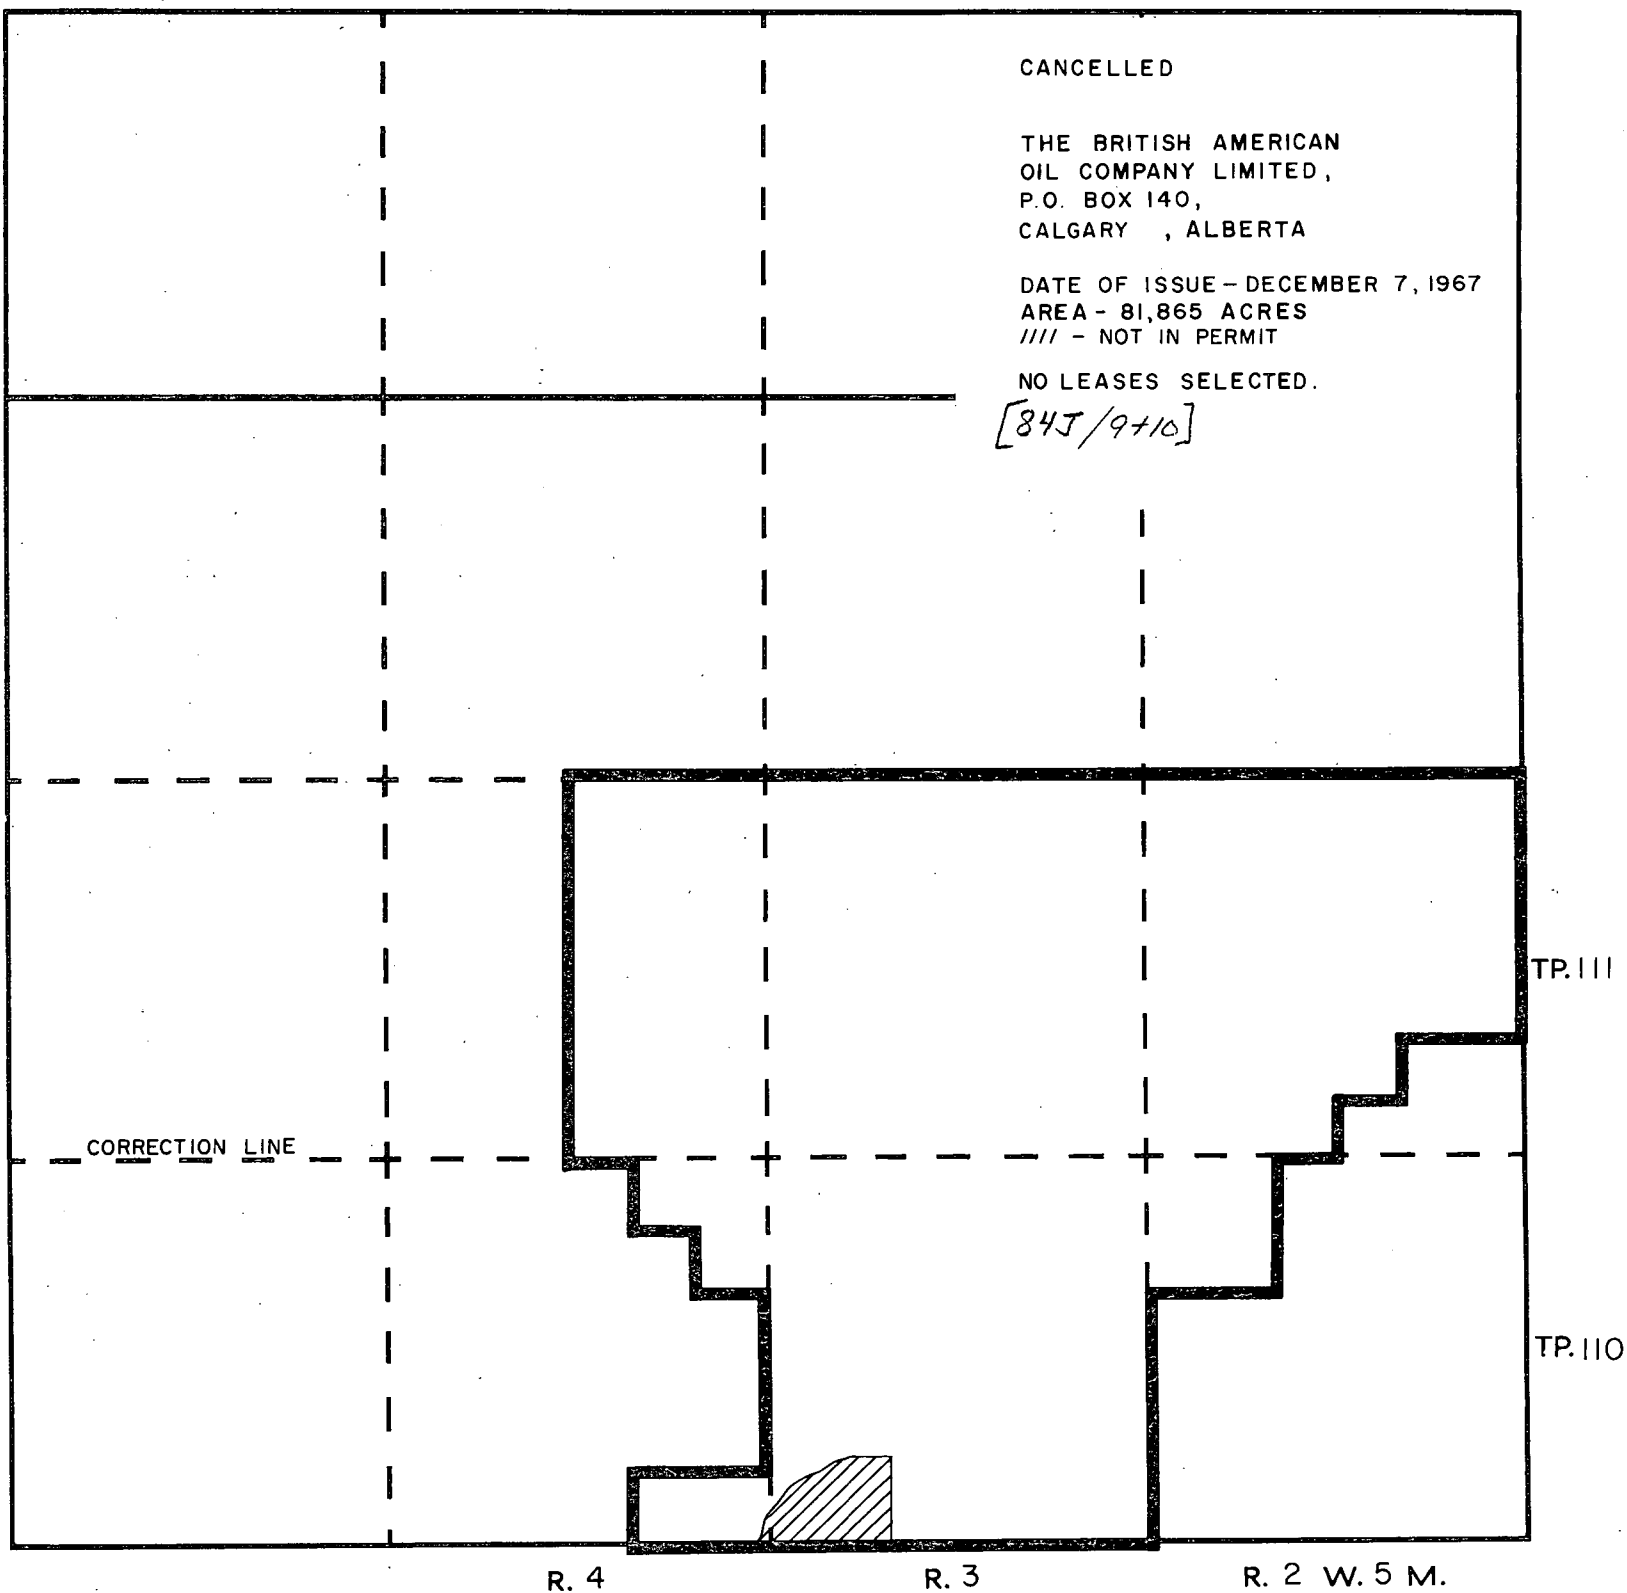 CANCELLED
THE BRITISH AMERICAN
OIL COMPANY LIMITED,
P.O. BOX 140,
CALGARY , ALBERTA
DATE OF ISSUE - DECEMBER 7, 1967
AREA - 81,865 ACRES
//// - NOT IN PERMIT
NO LEASES SELECTED.
[84J/9+10]
TP. 111
CORRECTION LINE
TP. 110
R. 4
R. 3
R. 2 W. 5 M.